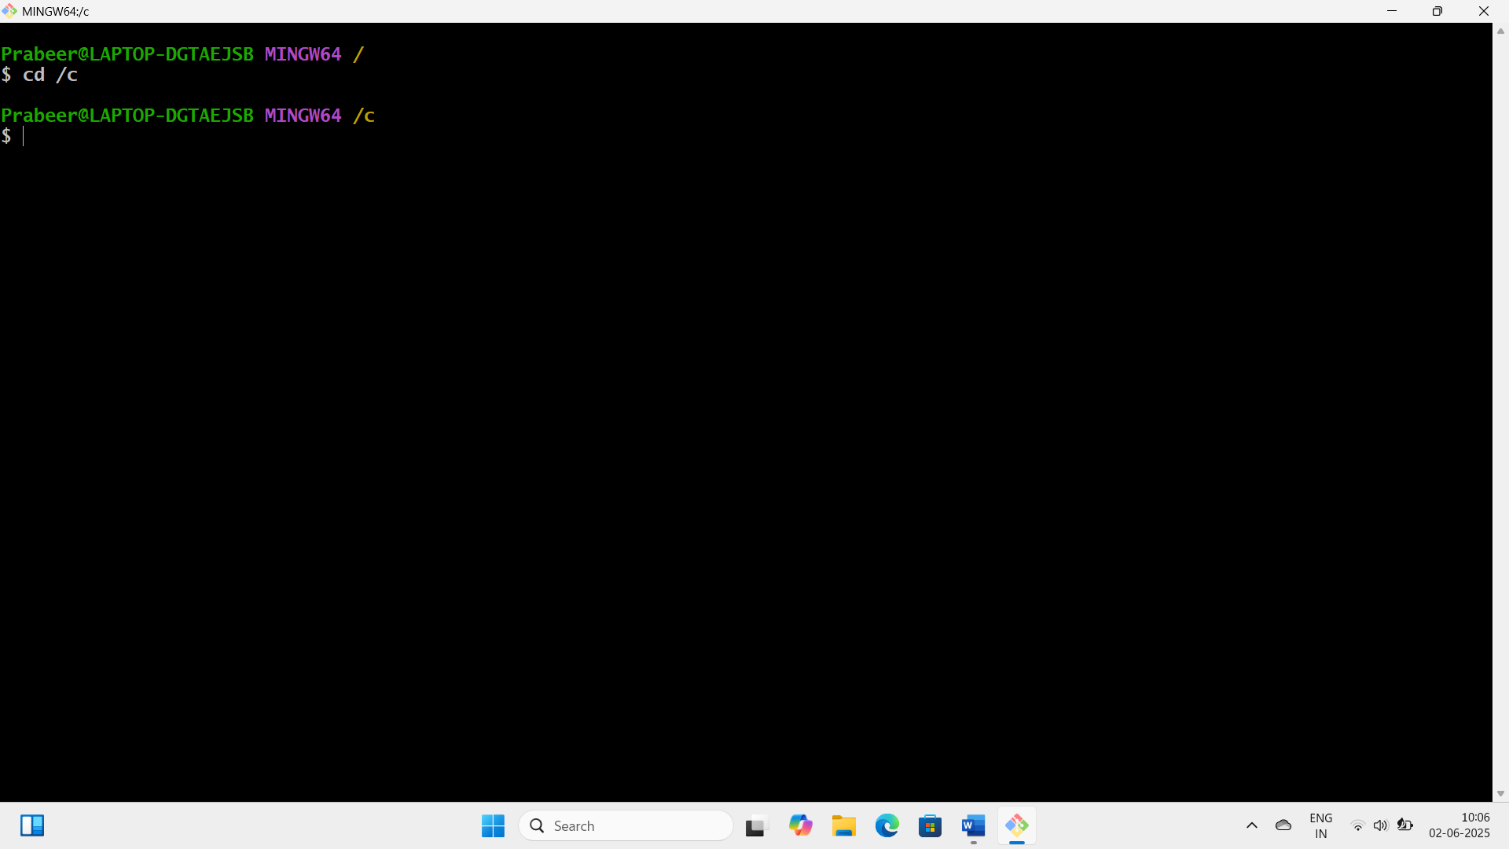 MINGW64:/c
Prabeer@LAPTOP-DGTAEJSB MINGW64 /
$ cd /c
Prabeer@LAPTOP-DGTAEJSB MINGW64 /c
$
Search
W
ENG
IN
10:06
02-06-2025